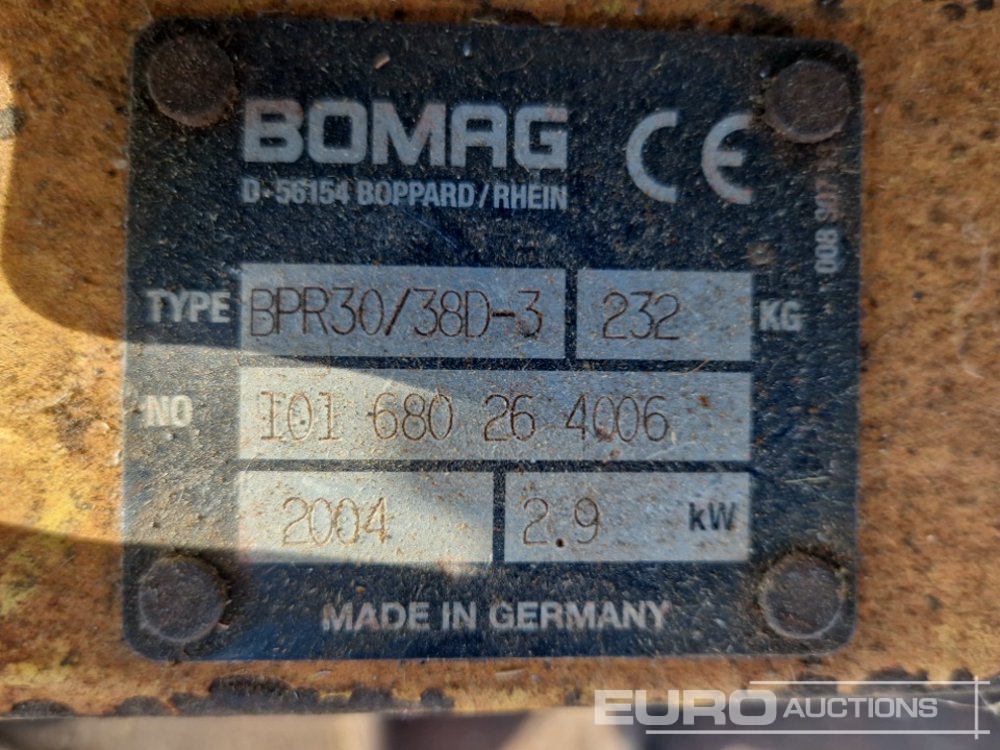 BOMAG
CE
D-56154 BOPPARD/RHEIN
TYPE BPR30/38D-3 232 KG
NO 101 680 26 4006
2004 2.9 kW
MADE IN GERMANY
EURO AUCTIONS